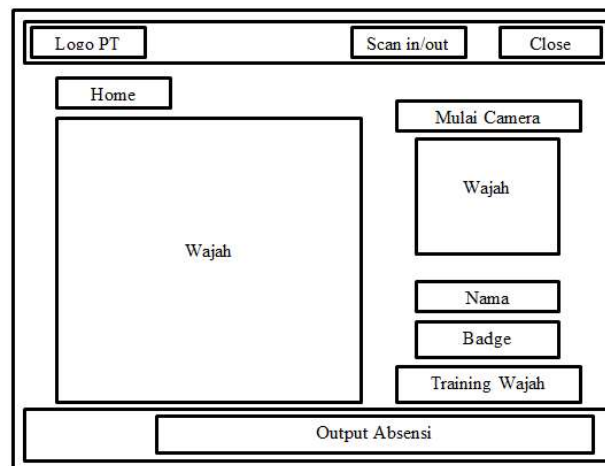 Logo PT
Scan in/out
Close
Home
Mulai Camera
Wajah
Wajah
Nama
Badge
Training Wajah
Output Absensi